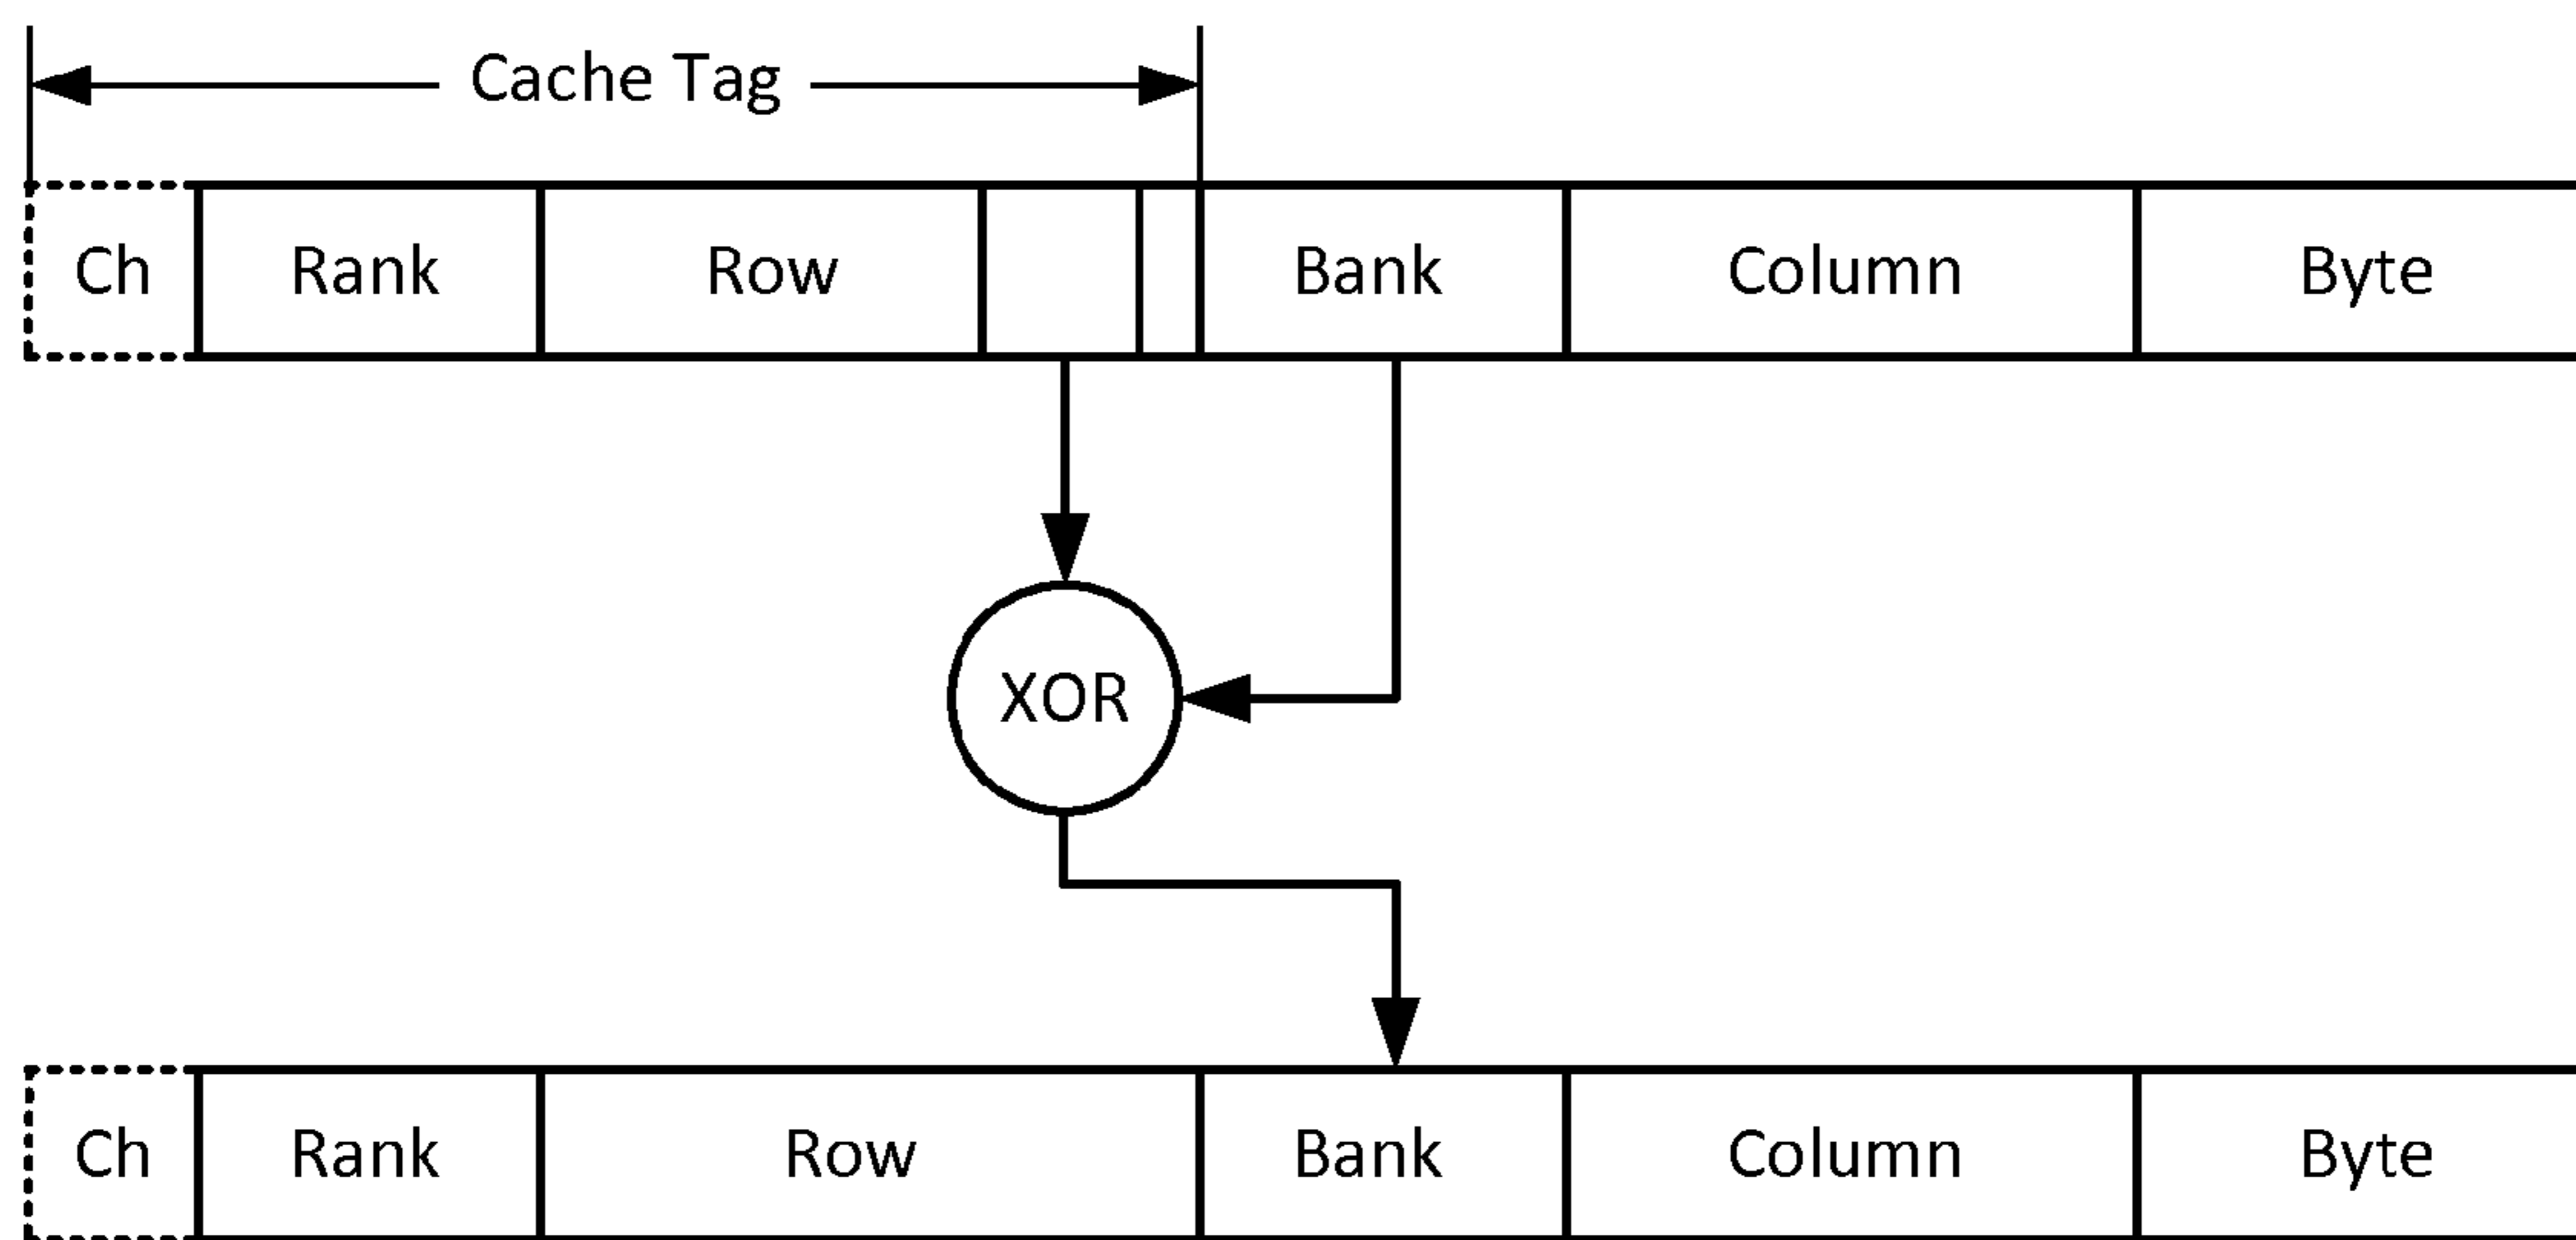 Cache Tag
Ch Rank Row Bank Column Byte
XOR
Ch Rank Row Bank Column Byte